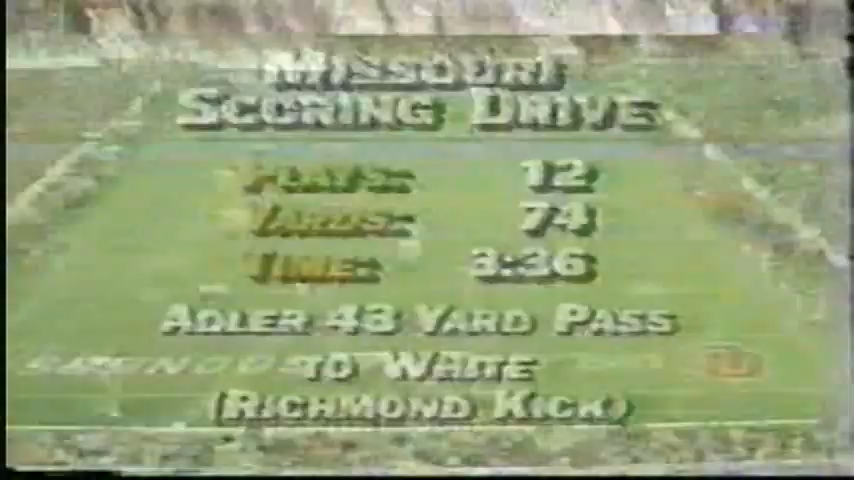 MISSOURI
SCORING DRIVE
PLAYS: 12
YARDS: 74
TIME: 3:36
ADLER 43 YARD PASS
TO WHITE
(RICHMOND KICK)